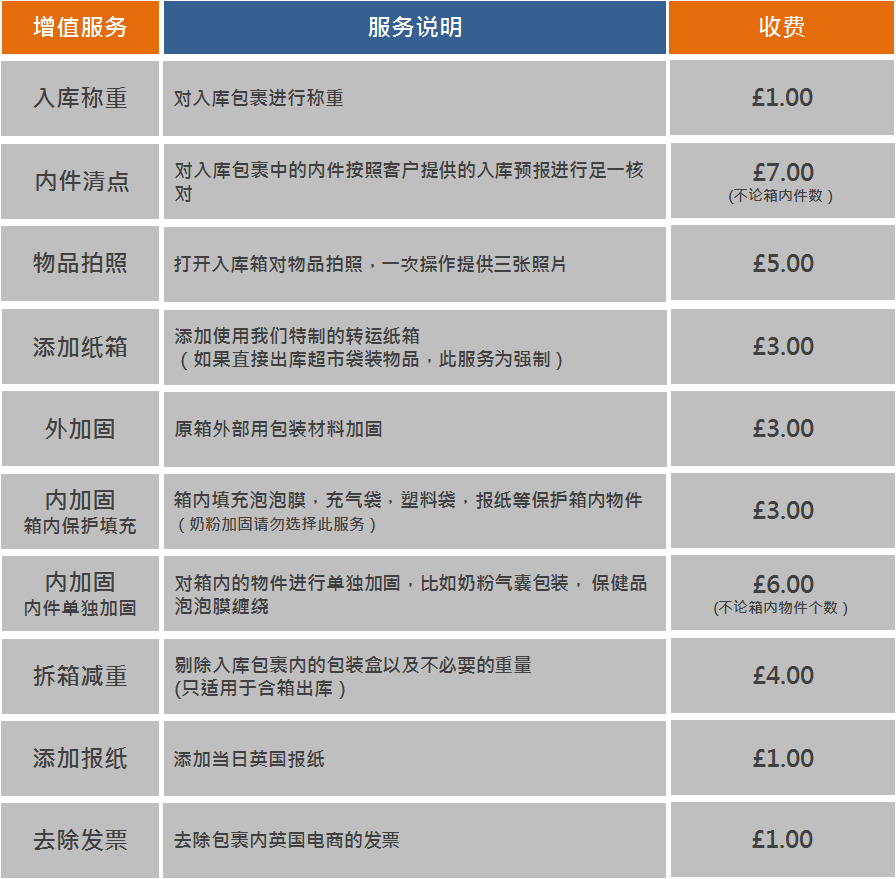 增值服务
服务说明
收费
入库称重
对入库包裹进行称重
£1.00
内件清点
对入库包裹中的内件按照客户提供的入库预报进行足一核
对
£7.00
(不论箱内件数)
物品拍照
打开入库箱对物品拍照，一次操作提供三张照片
£5.00
添加纸箱
添加使用我们特制的转运纸箱
（如果直接出库超市袋装物品，此服务为强制）
£3.00
外加固
原箱外部用包装材料加固
£3.00
内加固
箱内保护填充
箱内填充泡泡膜，充气袋，塑料袋，报纸等保护箱内物件
（奶粉加固请勿选择此服务）
£3.00
内加固
内件单独加固
对箱内的物件进行单独加固，比如奶粉气囊包装， 保健品
泡泡膜缠绕
£6.00
(不论箱内物件个数)
拆箱减重
剔除入库包裹内的包装盒以及不必要的重量
(只适用于合箱出库)
£4.00
添加报纸
添加当日英国报纸
£1.00
去除发票
去除包裹内英国电商的发票
£1.00